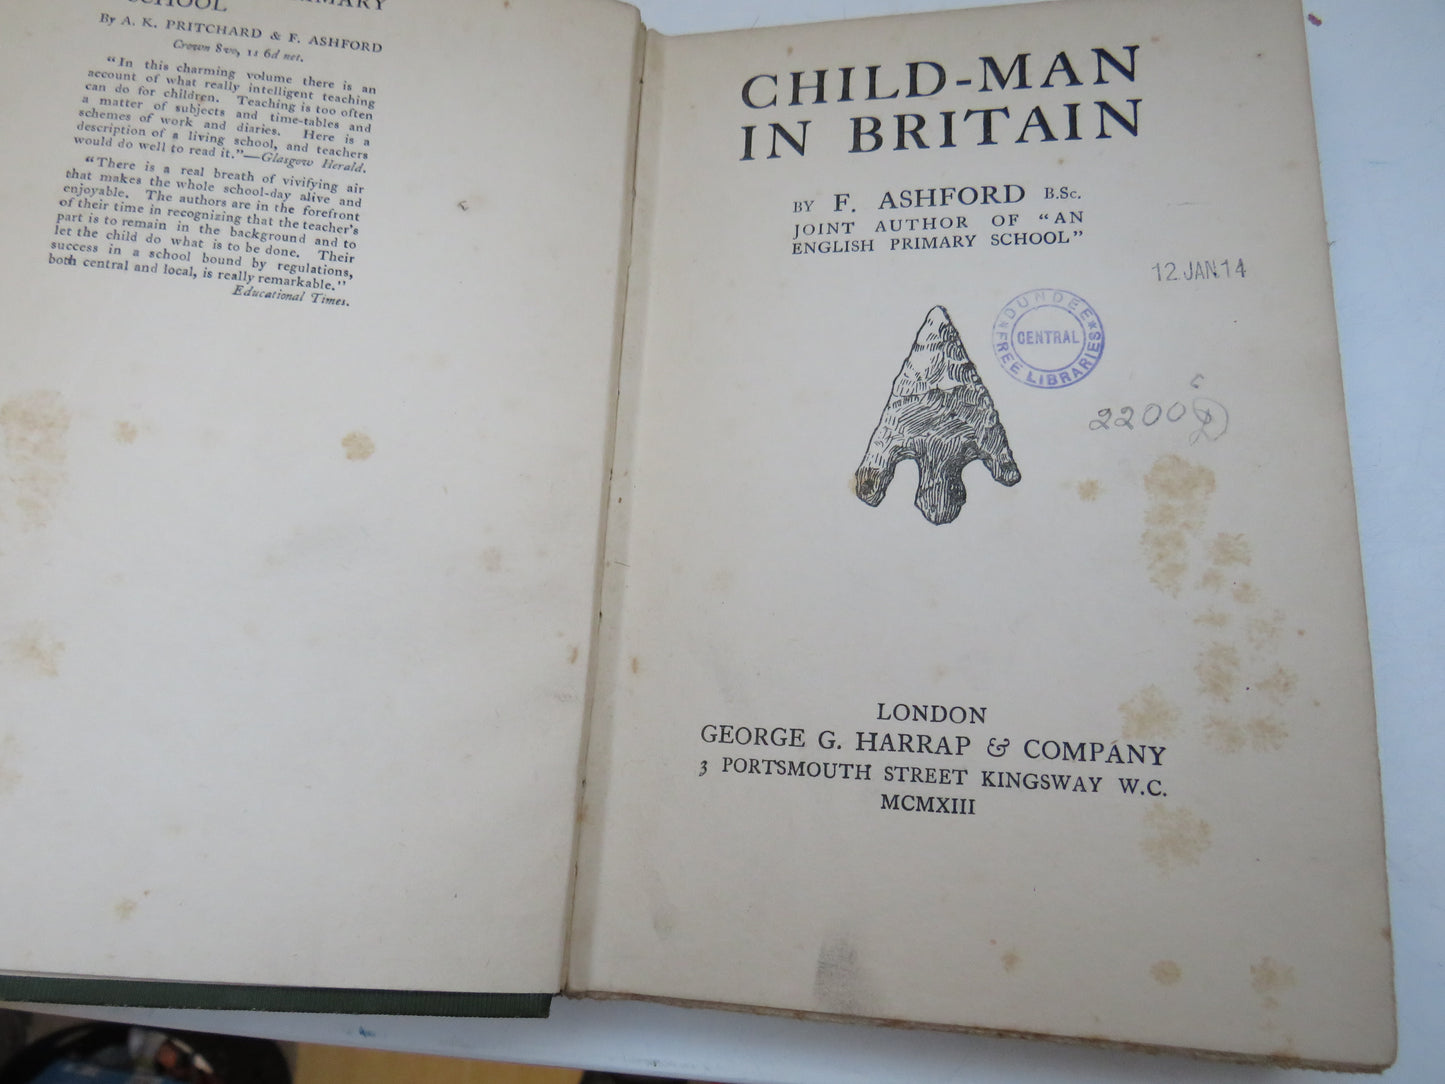 SCHOOL
By A. K. PRITCHARD & F. ASHFORD
Crown 8vo, 1s 6d net.
"In this charming volume there is an
account of what really intelligent teaching
can do for children. Teaching is too often
a matter of subjects and time-tables and
schemes of work and diaries. Here is a
description of a living school, and teachers
would do well to read it."—Glasgow Herald.
"There is a real breath of vivifying air
that makes the whole school-day alive and
enjoyable. The authors are in the forefront
of their time in recognizing that the teacher's
part is to remain in the background and to
let the child do what is to be done. Their
success in a school bound by regulations,
both central and local, is really remarkable."
Educational Times.
CHILD-MAN
IN BRITAIN
BY F. ASHFORD B.Sc.
JOINT AUTHOR OF "AN
ENGLISH PRIMARY SCHOOL"
12 JAN. 14
DUNDEE
CENTRAL
FREE LIBRARIES
2200
LONDON
GEORGE G. HARRAP & COMPANY
3 PORTSMOUTH STREET KINGSWAY W.C.
MCMXIII